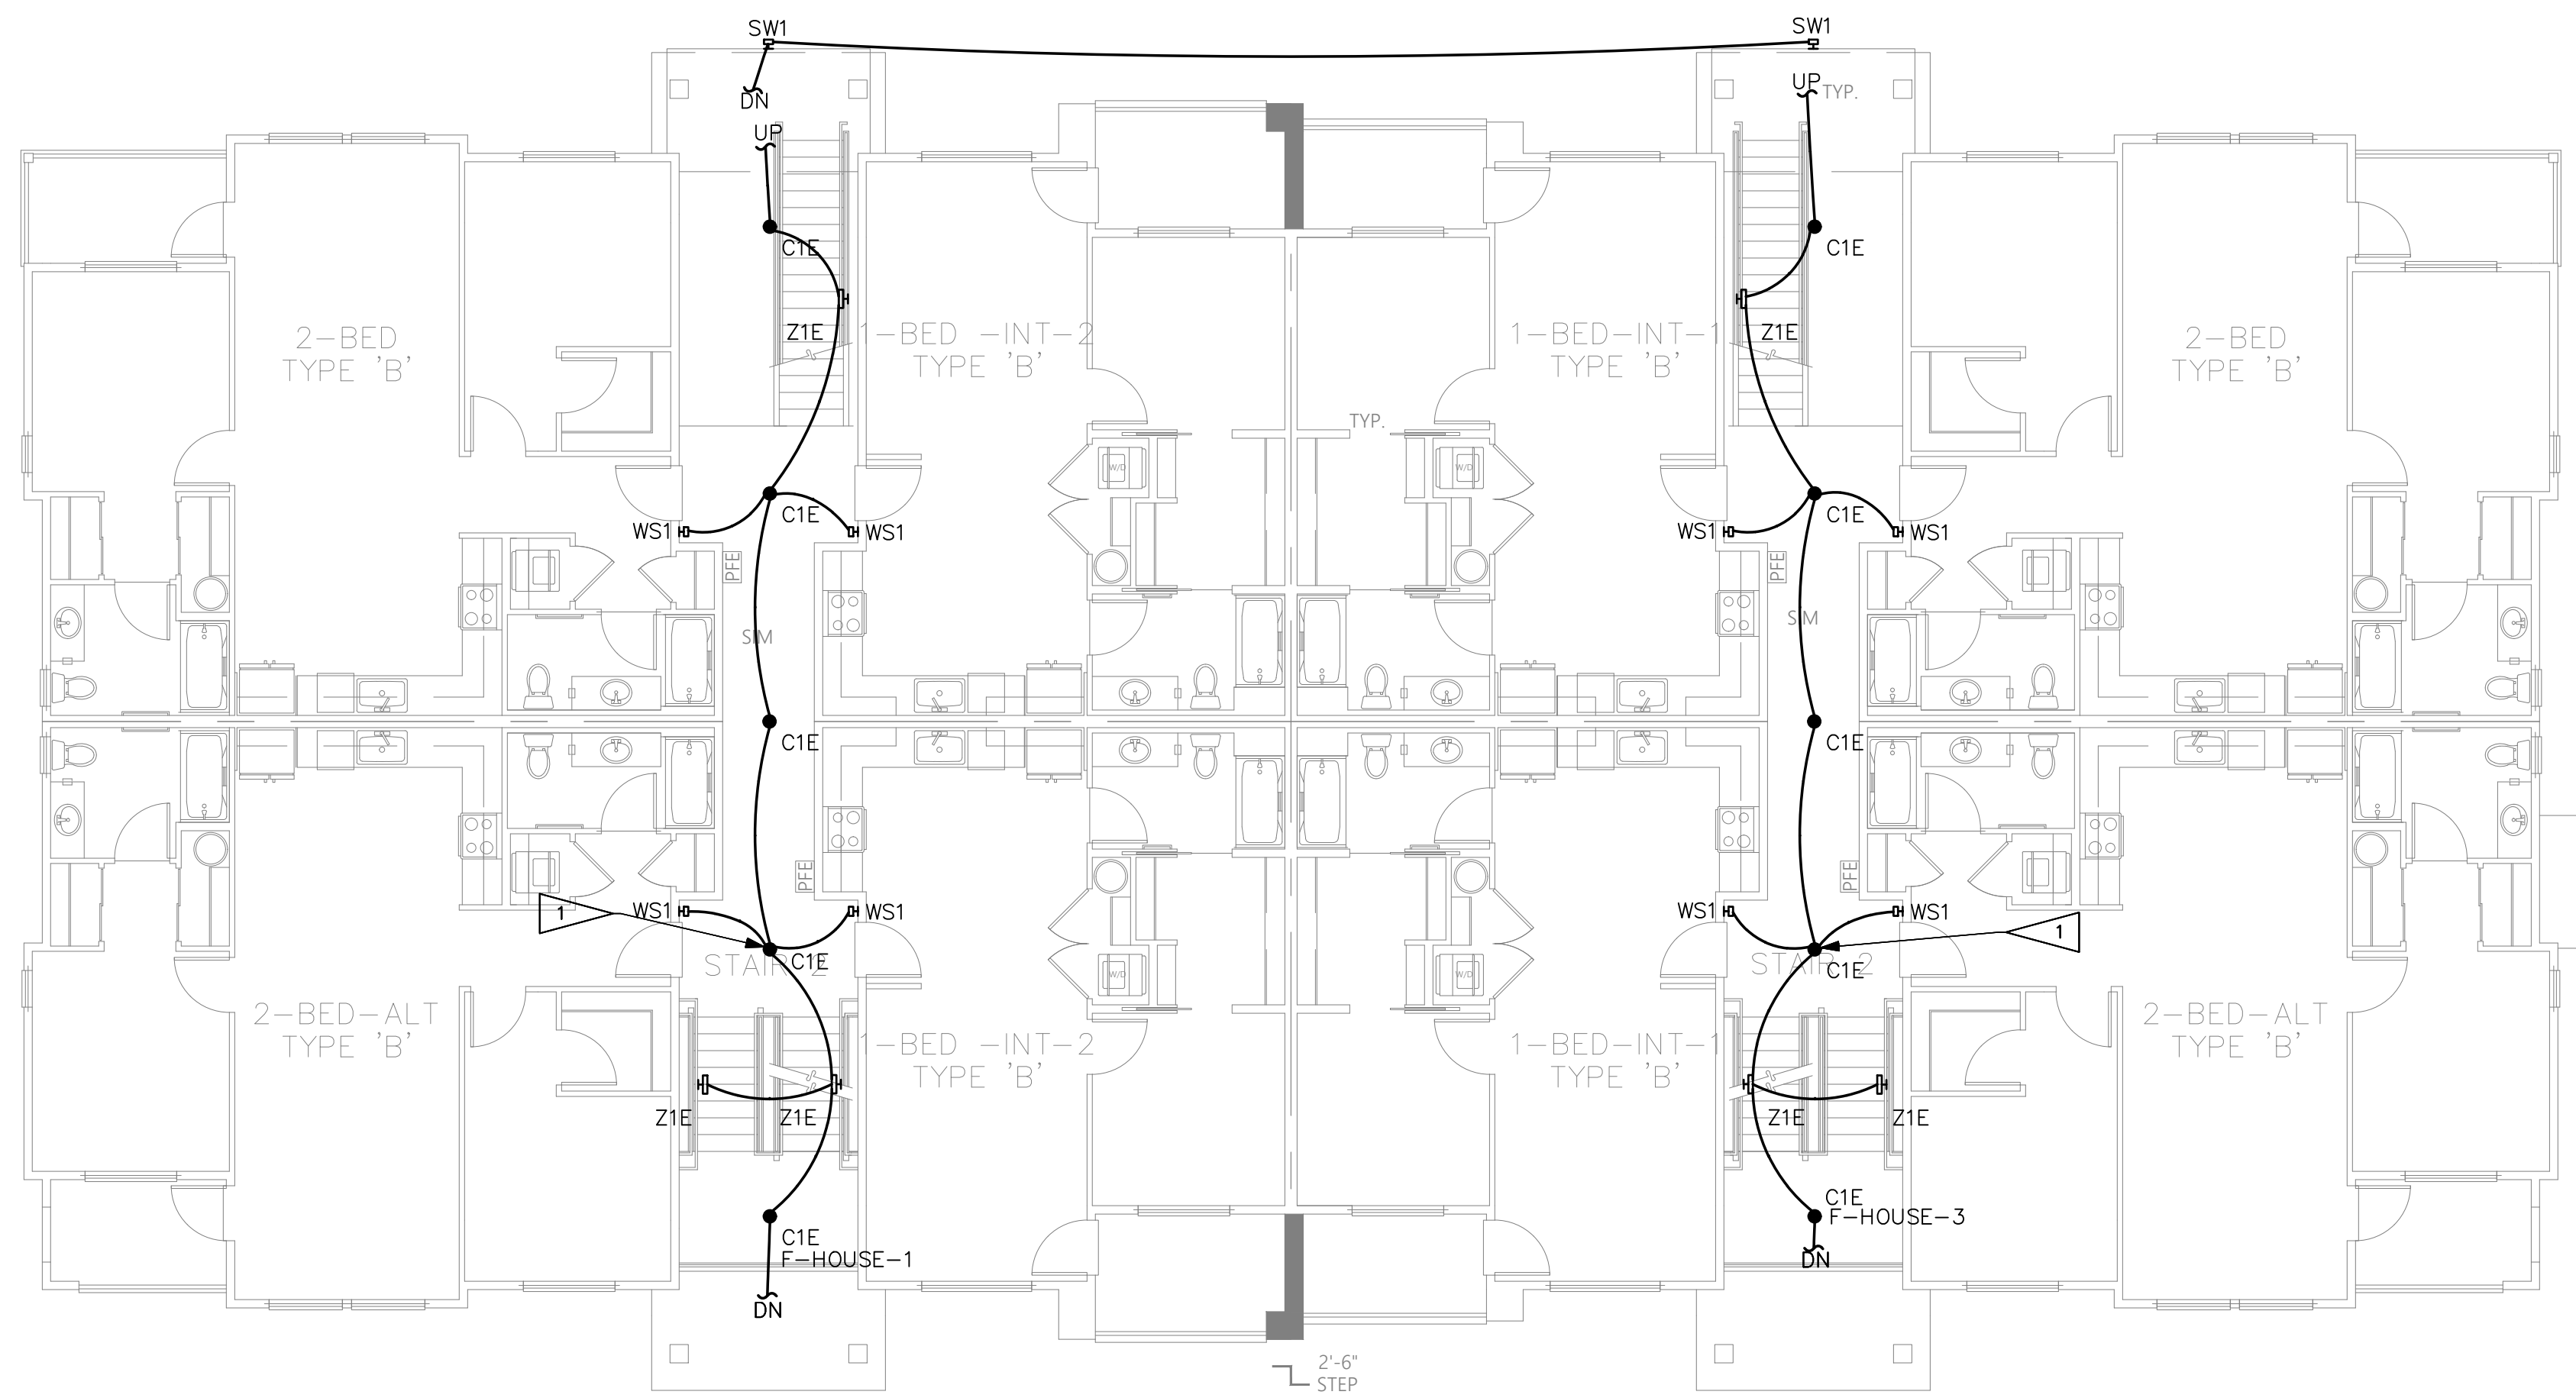 SW1
SW1
DN
UP
TYP.
UP
C1E
C1E
Z1E
Z1E
2-BED
TYPE 'B'
1-BED -INT-2
TYPE 'B'
1-BED-INT-1
TYPE 'B'
2-BED
TYPE 'B'
TYP.
W/D
W/D
C1E
C1E
WS1
WS1
WS1
WS1
PFE
PFE
SIM
SIM
C1E
C1E
PFE
PFE
1
WS1
WS1
WS1
WS1
1
C1E
STAIR 2
C1E
STAIR 2
W/D
W/D
2-BED-ALT
TYPE 'B'
1-BED -INT-2
TYPE 'B'
1-BED-INT-1
TYPE 'B'
2-BED-ALT
TYPE 'B'
Z1E
Z1E
Z1E
Z1E
C1E
F-HOUSE-1
C1E
F-HOUSE-3
DN
DN
2'-6"
STEP